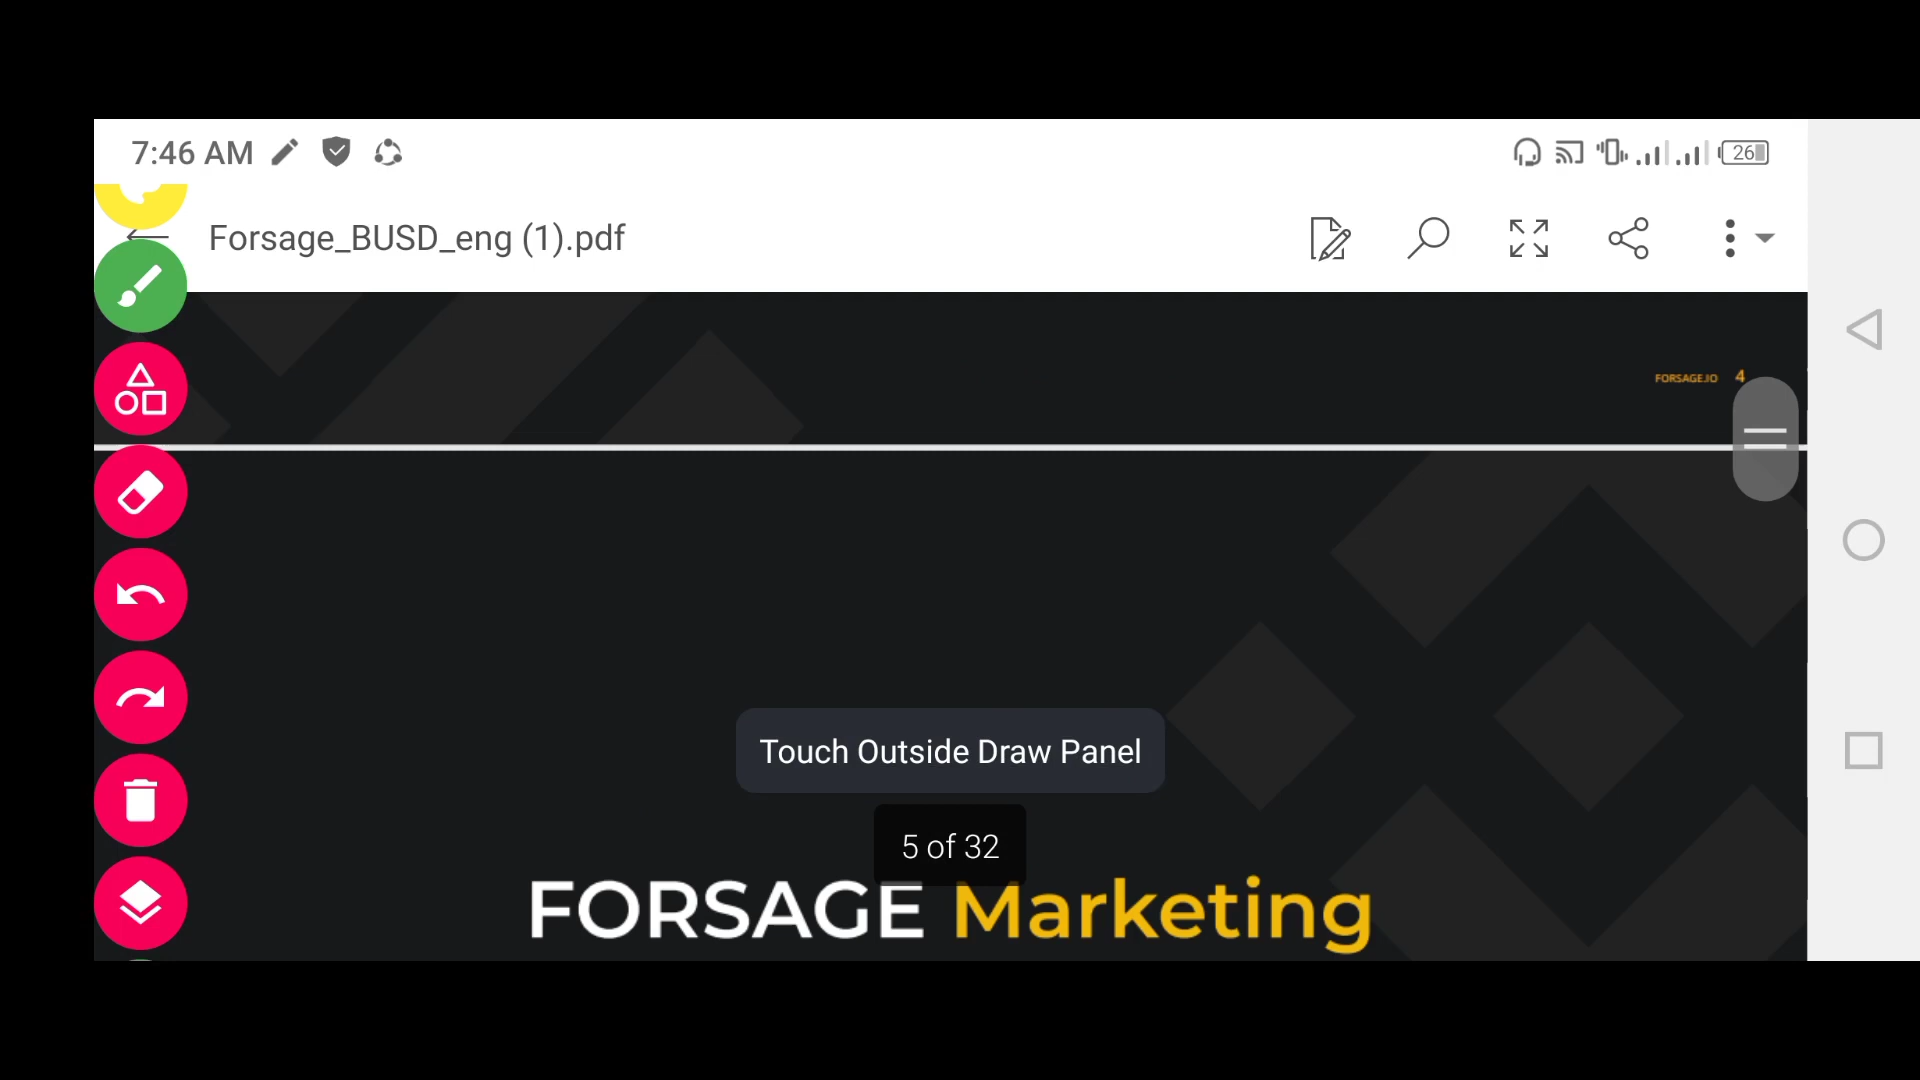 7:46 AM
26
Forsage_BUSD_eng (1).pdf
FORSAGE.IO 4
Touch Outside Draw Panel
5 of 32
FORSAGE Marketing